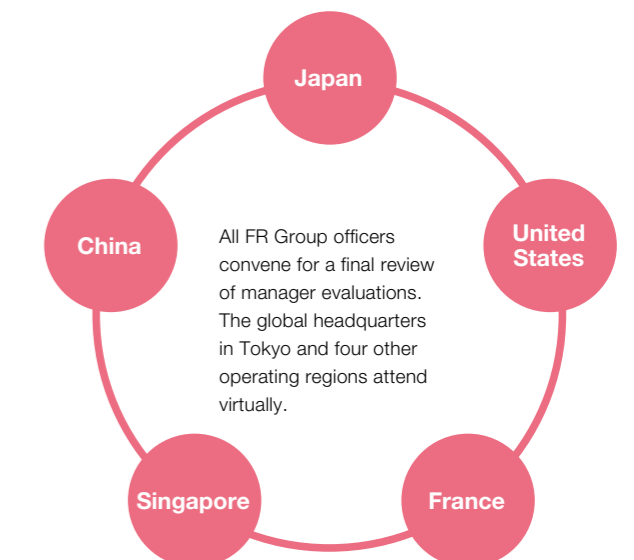 Japan
China
United
States
All FR Group officers
convene for a final review
of manager evaluations.
The global headquarters
in Tokyo and four other
operating regions attend
virtually.
Singapore
France